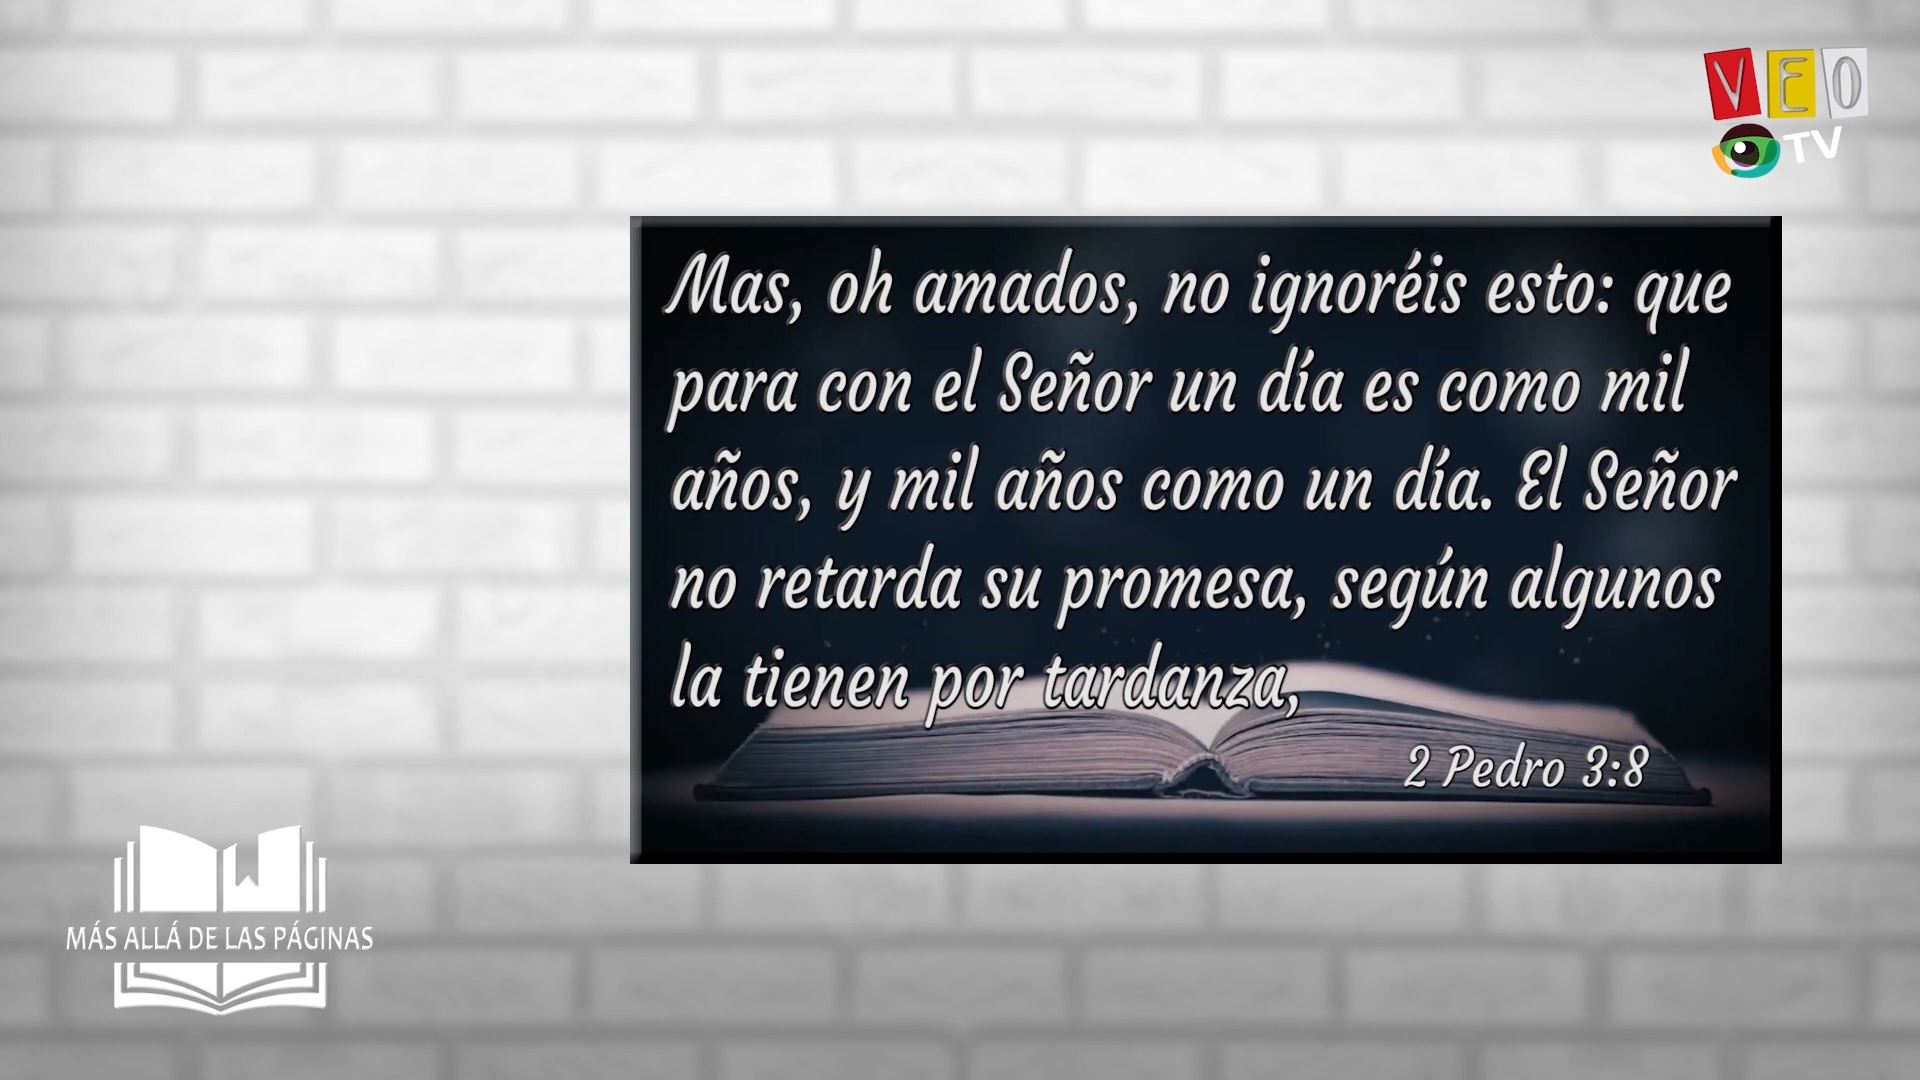 VEO
TV
Mas, oh amados, no ignoréis esto: que
para con el Señor un día es como mil
años, y mil años como un día. El Señor
no retarda su promesa, según algunos
la tienen por tardanza,
2 Pedro 3:8
MÁS ALLÁ DE LAS PÁGINAS